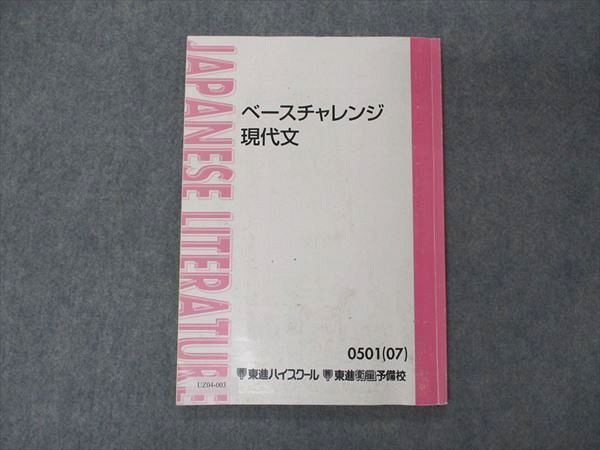 JAPANESE LITERATURE
ベースチャレンジ
現代文
0501(07)
東進ハイスクール 東進衛星予備校
UZ04-003